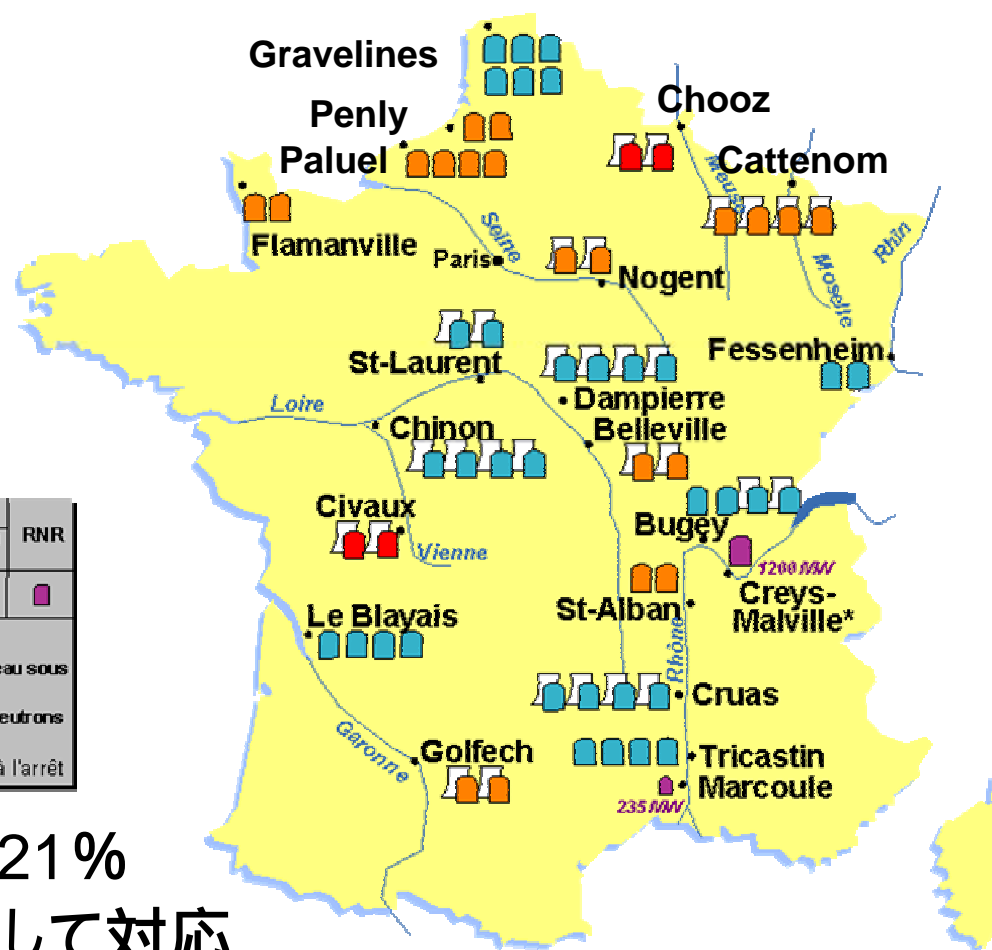 Gravelines
Chooz
Penly
Paluel
Cattenom
Meuse
Flamanville
Seine
Paris
Rhin
Nogent
Moselle
St-Laurent
Fessenheim
Loire
Dampierre
Chinon
Belleville
Civaux
Bugey
RNR
Vienne
1200 MW
Creys-
Malville*
St-Alban
Le Blayais
Rhône
eau sous
Cruas
eutrons
Garonne
Golfech
Tricastin
à l'arrêt
Marcoule
235 MW
21%
して対応